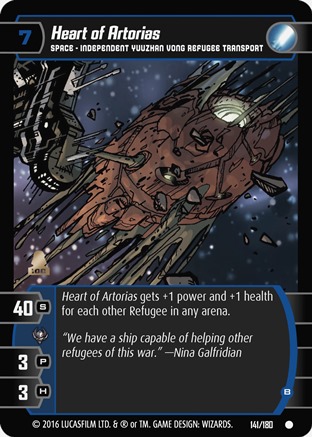 7
Heart of Artorias
SPACE - INDEPENDENT YUUZHAN VONG REFUGEE TRANSPORT
40 S
Heart of Artorias gets +1 power and +1 health
for each other Refugee in any arena.
"We have a ship capable of helping other
refugees of this war." —Nina Galfridian
3 P
3 H
B
© 2016 LUCASFILM LTD. & ® or TM. GAME DESIGN: WIZARDS.
141/180